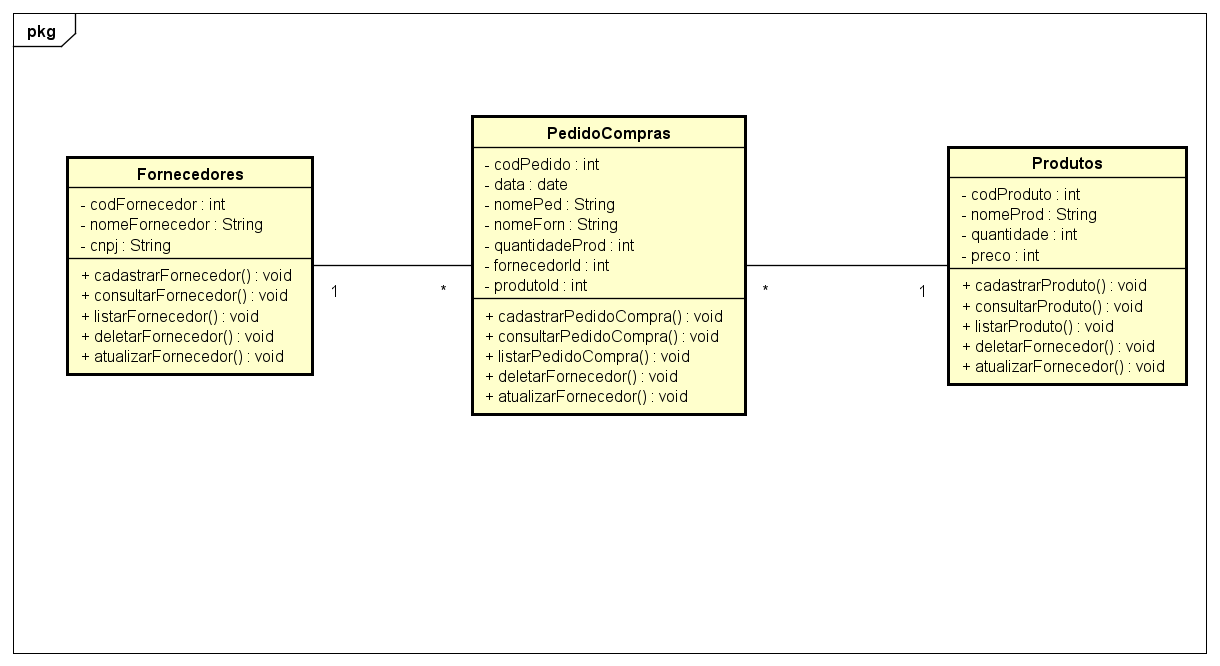 pkg
Fornecedores
- codFornecedor : int
- nomeFornecedor : String
- cnpj : String
+ cadastrarFornecedor() : void
+ consultarFornecedor() : void
+ listarFornecedor() : void
+ deletarFornecedor() : void
+ atualizarFornecedor() : void
1
*
PedidoCompras
- codPedido : int
- data : date
- nomePed : String
- nomeForn : String
- quantidadeProd : int
- fornecedorId : int
- produtoId : int
+ cadastrarPedidoCompra() : void
+ consultarPedidoCompra() : void
+ listarPedidoCompra() : void
+ deletarFornecedor() : void
+ atualizarFornecedor() : void
*
1
Produtos
- codProduto : int
- nomeProd : String
- quantidade : int
- preco : int
+ cadastrarProduto() : void
+ consultarProduto() : void
+ listarProduto() : void
+ deletarFornecedor() : void
+ atualizarFornecedor() : void